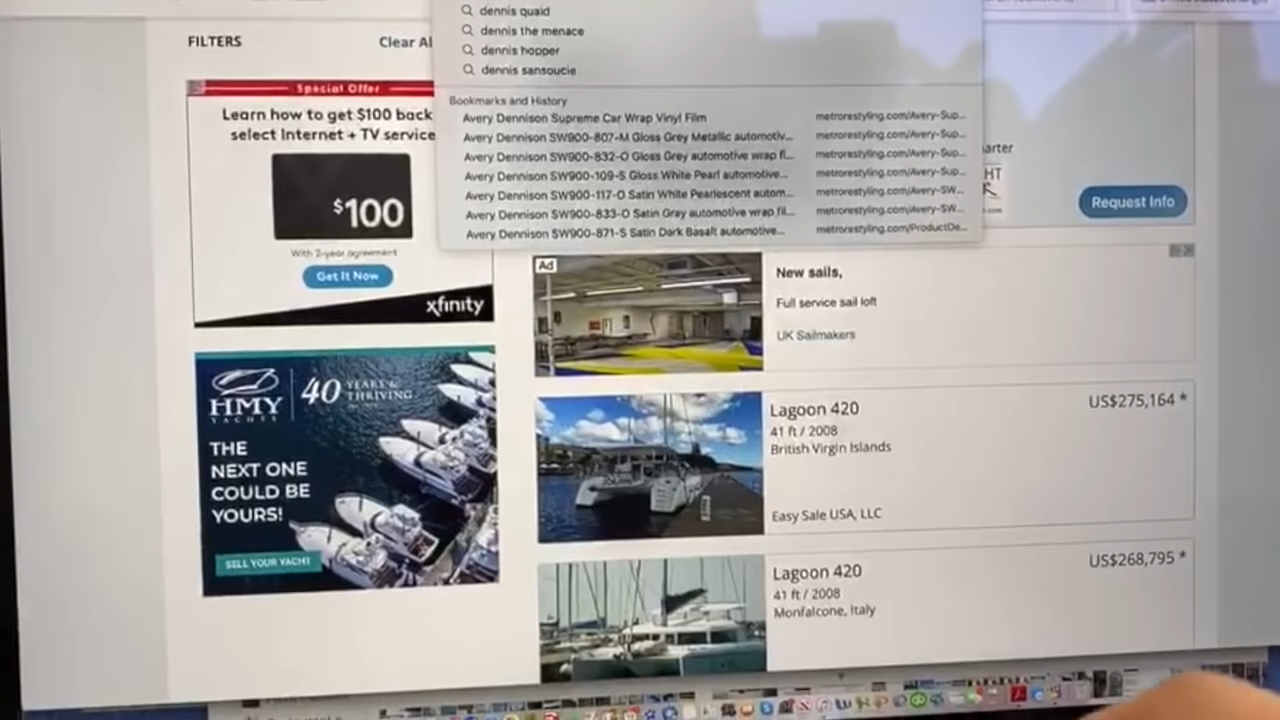 dennis quaid
dennis the menace
dennis hopper
dennis sansoucie
FILTERS
Clear Al
Bookmarks and History
Avery Dennison Supreme Car Wrap Vinyl Film metrorestyling.com/Avery-Sup...
Avery Dennison SW900-807-M Gloss Grey Metallic automotiv... metrorestyling.com/Avery-Sup...
Avery Dennison SW900-832-O Gloss Grey automotive wrap fi... metrorestyling.com/Avery-Sup...
Avery Dennison SW900-109-S Gloss White Pearl automotive... metrorestyling.com/Avery-Sup...
Avery Dennison SW900-117-O Satin White Pearlescent autom... metrorestyling.com/Avery-SW...
Avery Dennison SW900-833-O Satin Gray automotive wrap fil... metrorestyling.com/Avery-SW...
Avery Dennison SW900-871-S Satin Dark Basalt automotive... metrorestyling.com/ProductDe...
Special Offer
Learn how to get $100 back
select Internet + TV service
$100
With 2-year agreement
Get It Now
xfinity
arter
HT
Request Info
Ad
New sails,
Full service sail loft
UK Sailmakers
HMY
YACHTS
40 YEARS &
THRIVING
THE
NEXT ONE
COULD BE
YOURS!
SELL YOUR YACHT
Lagoon 420
US$275,164 *
41 ft / 2008
British Virgin Islands
Easy Sale USA, LLC
Lagoon 420
US$268,795 *
41 ft / 2008
Monfalcone, Italy